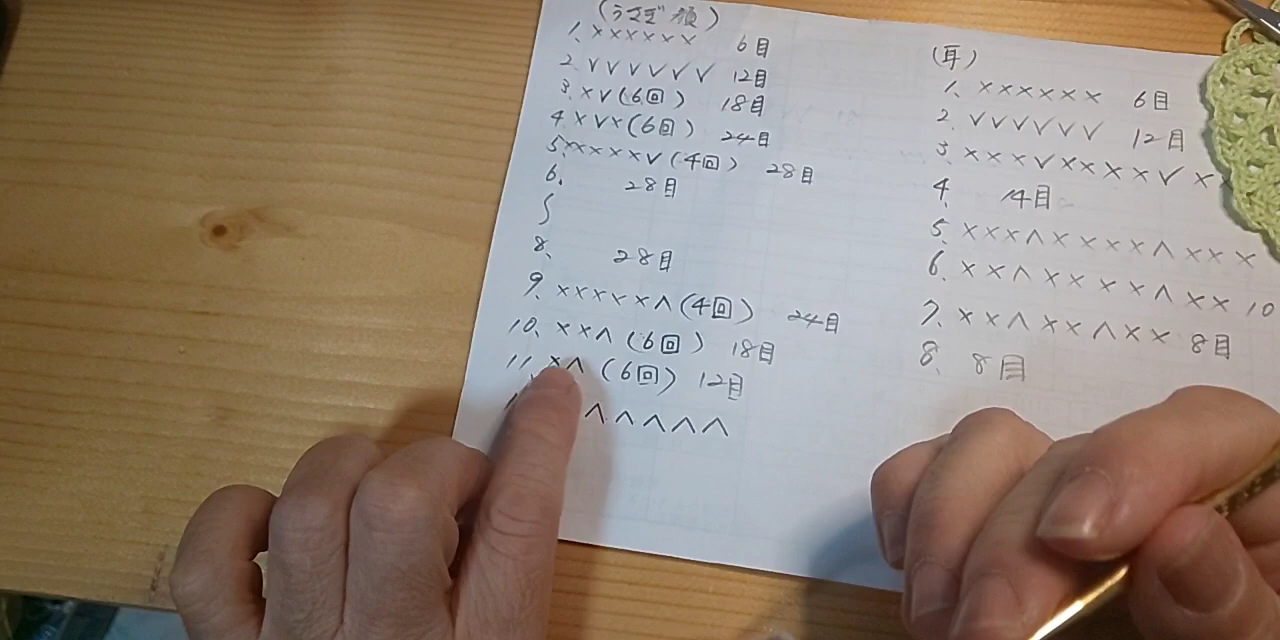 (うさぎ顔)
1. ×××××× 6目
2. VVVVVV 12目
3. ×V(6回) 18目
4. ×V×(6回) 24目
5. ×××××V(4回) 28目
6. 28目
∫
8. 28目
9. ×××××∧(4回) 24目
10. ××∧(6回) 18目
11. ×∧(6回) 12目
∧∧∧∧∧
(耳)
1. ×××××× 6目
2. VVVVVV 12目
3. ×××V××××V×
4. 14目
5. ×××∧××××∧×××
6. ××∧××××∧×× 10
7. ××∧××∧×× 8目
8. 8目